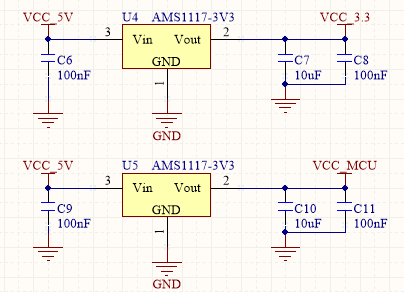 VCC_5V U4 AMS1117-3V3 VCC_3.3
3 Vin Vout 2
C6 100nF GND C7 10uF C8 100nF
1
GND
VCC_5V U5 AMS1117-3V3 VCC_MCU
3 Vin Vout 2
C9 100nF GND C10 10uF C11 100nF
1
GND